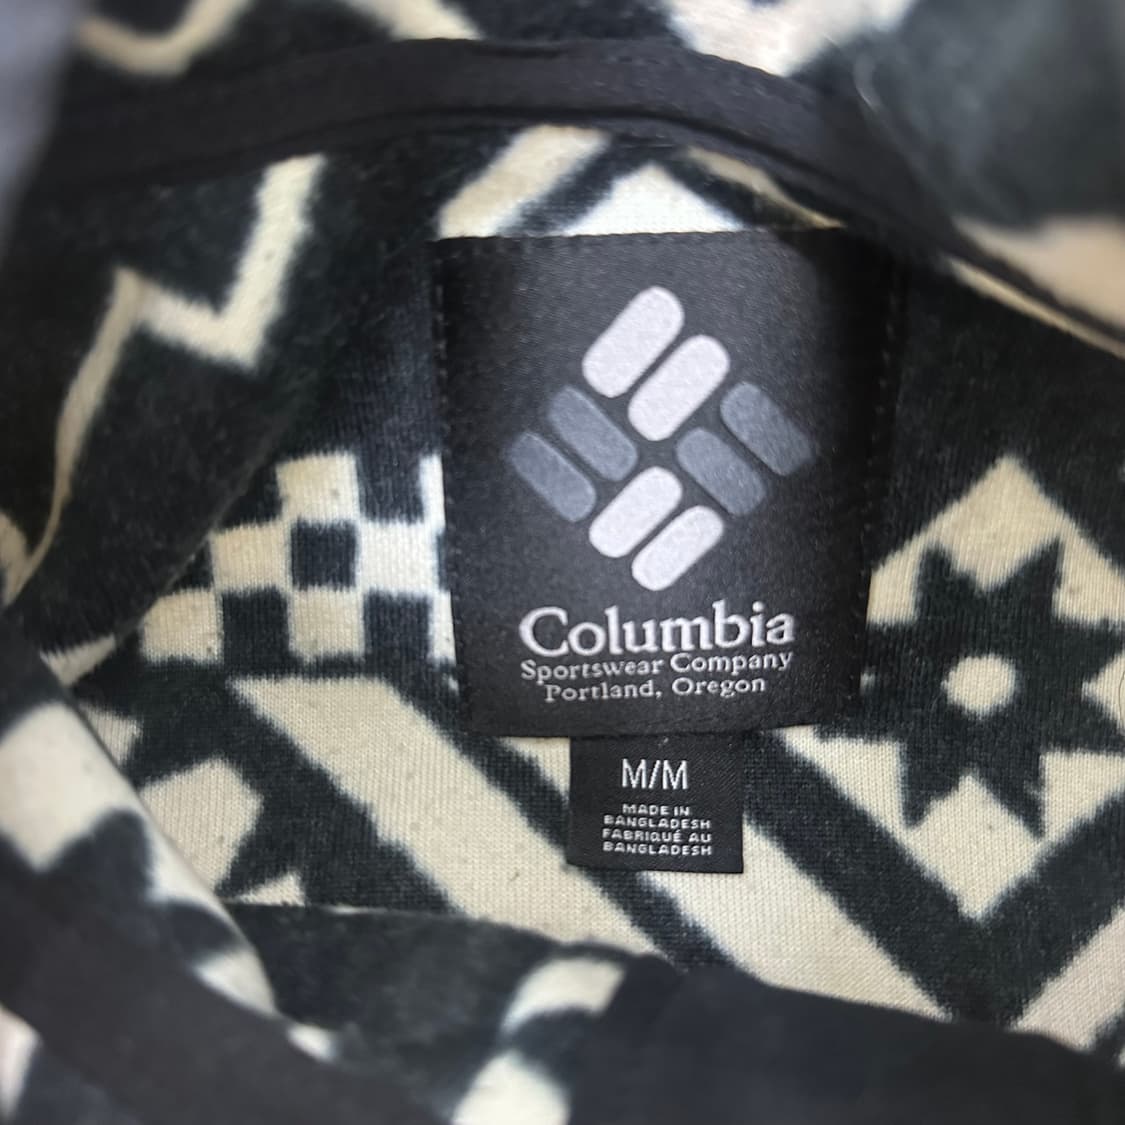 Columbia
Sportswear Company
Portland, Oregon
M/M
MADE IN
BANGLADESH
FABRIQUÉ AU
BANGLADESH